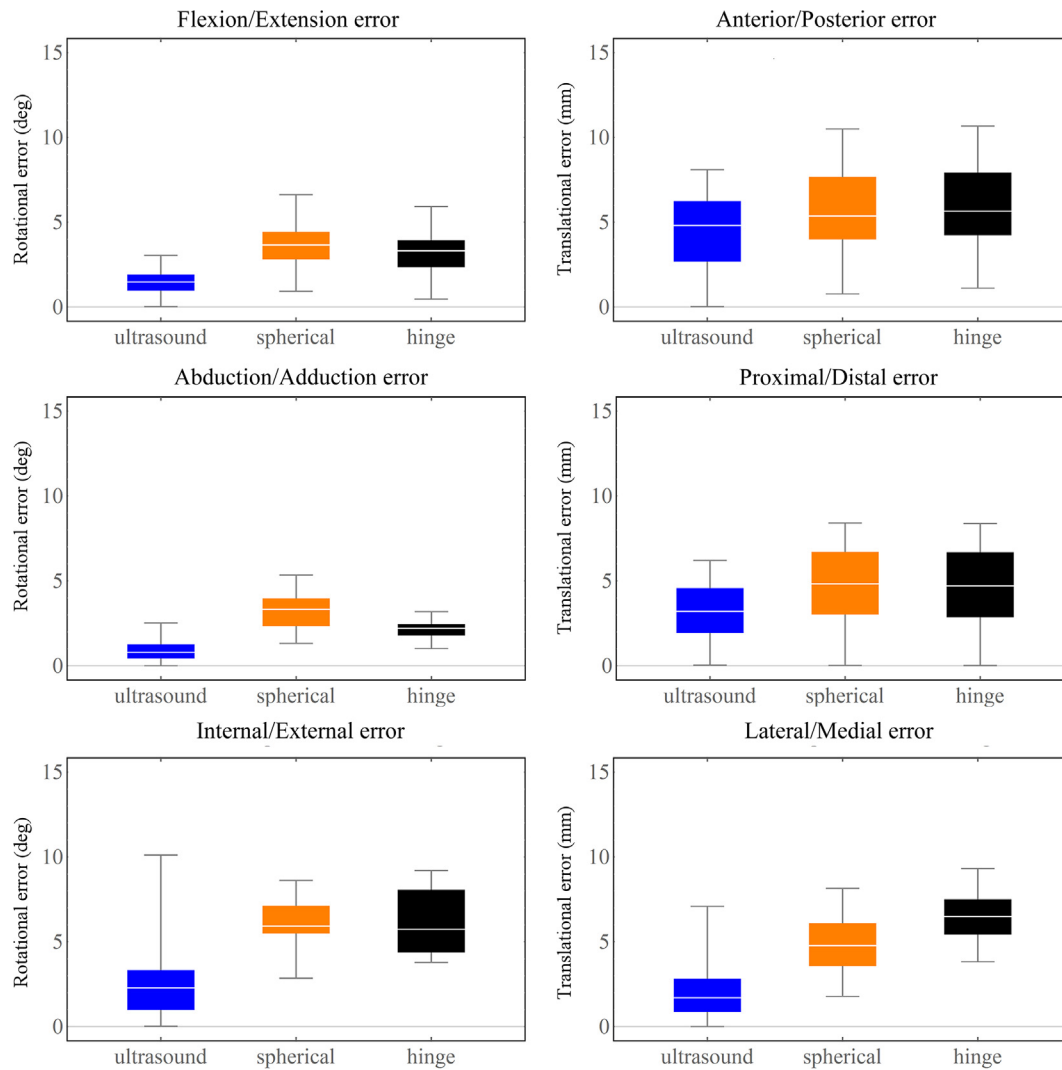 Flexion/Extension error
Rotational error (deg)
15
10
5
0
ultrasound spherical hinge
Anterior/Posterior error
Translational error (mm)
15
10
5
0
ultrasound spherical hinge
Abduction/Adduction error
Rotational error (deg)
15
10
5
0
ultrasound spherical hinge
Proximal/Distal error
Translational error (mm)
15
10
5
0
ultrasound spherical hinge
Internal/External error
Rotational error (deg)
15
10
5
0
ultrasound spherical hinge
Lateral/Medial error
Translational error (mm)
15
10
5
0
ultrasound spherical hinge